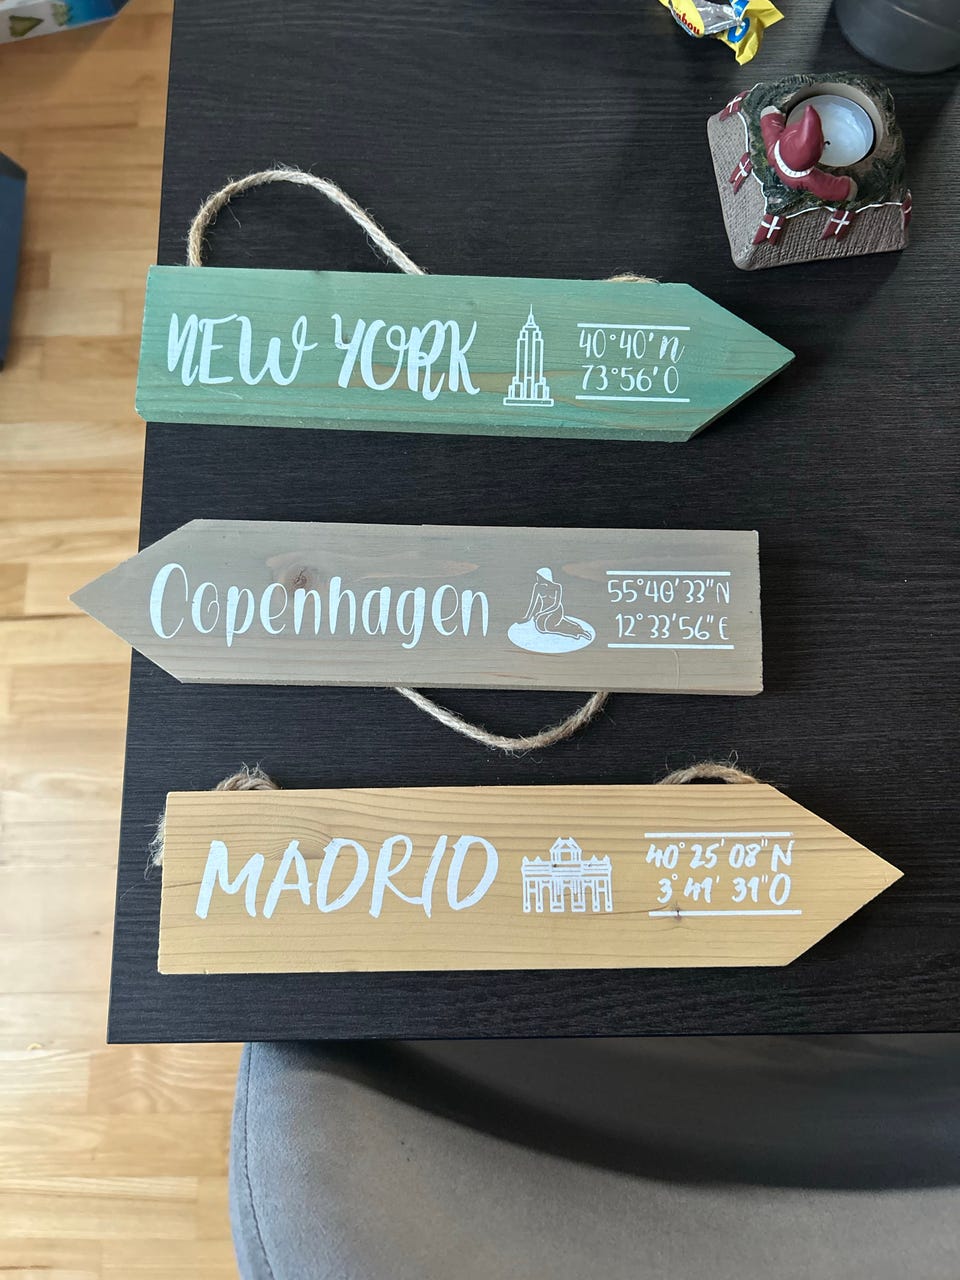 NEW YORK
40°40' N
73°56' O
Copenhagen
55°40'33"N
12°33'56"E
MADRID
40°25'08"N
3°41'31"O